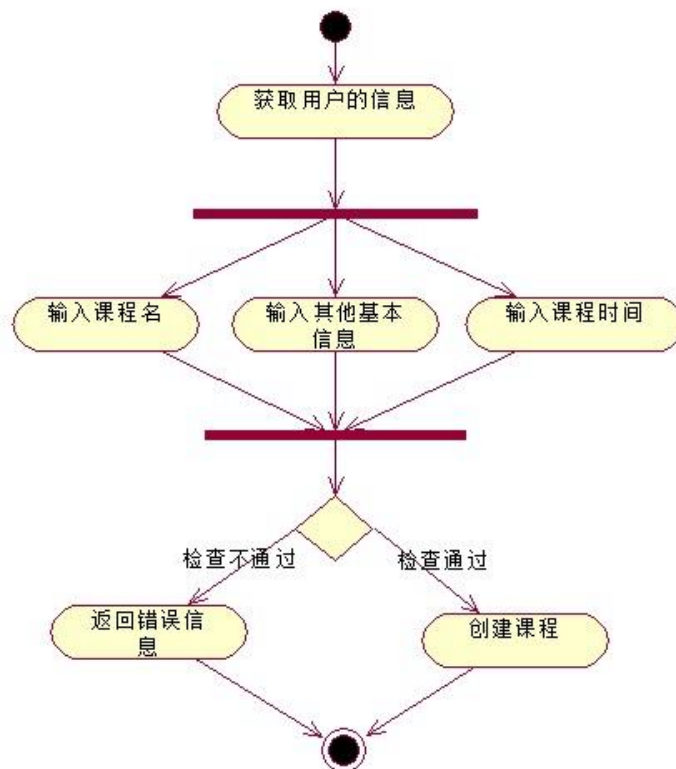 获取用户的信息
输入课程名
输入其他基本
信息
输入课程时间
检查不通过
检查通过
返回错误信
息
创建课程